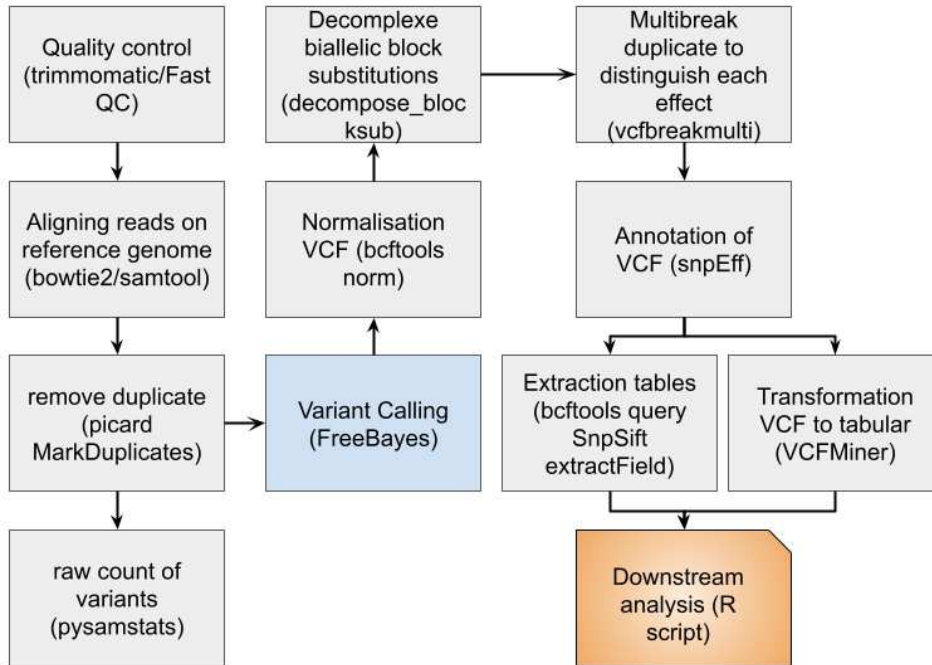 Quality control
(trimmomatic/Fast
QC)
Aligning reads on
reference genome
(bowtie2/samtool)
remove duplicate
(picard
MarkDuplicates)
raw count of
variants
(pysamstats)
Decomplexe
biallelic block
substitutions
(decompose_bloc
ksub)
Normalisation
VCF (bcftools
norm)
Variant Calling
(FreeBayes)
Multibreak
duplicate to
distinguish each
effect
(vcfbreakmulti)
Annotation of
VCF (snpEff)
Extraction tables
(bcftools query
SnpSift
extractField)
Transformation
VCF to tabular
(VCFMiner)
Downstream
analysis (R
script)